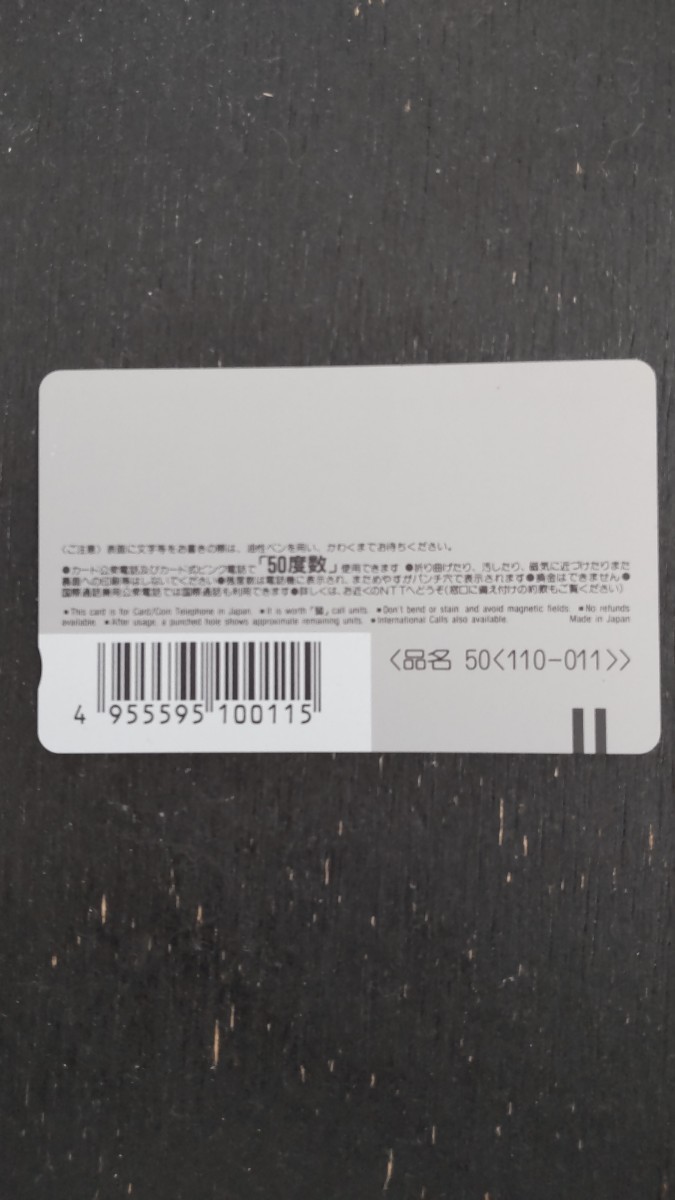 〈ご注意〉表面に文字等をお書きの際は、油性ペンを用い、かわくまでお待ちください。
●カード公衆電話及びカード式ピンク電話で「50度数」使用できます●折り曲げたり、汚したり、磁気に近づけたりまた
裏面への印刷等はしないでください●残度数は電話機に表示され、まためやすがパンチ穴で表示されます●換金はできません●
国際通話兼用公衆電話では国際通話も利用できます●詳しくは、お近くのNTTへどうぞ(窓口に備え付けの約款もご覧ください)
●This card is for Card/Coin Telephone in Japan. ●It is worth「50」call units. ●Don't bend or stain and avoid magnetic fields. ●No refunds
available. ●After usage, a punched hole shows approximate remaining units. ●International Calls also available. Made in Japan
〈品名 50〈110-011〉〉
4 955595 100115